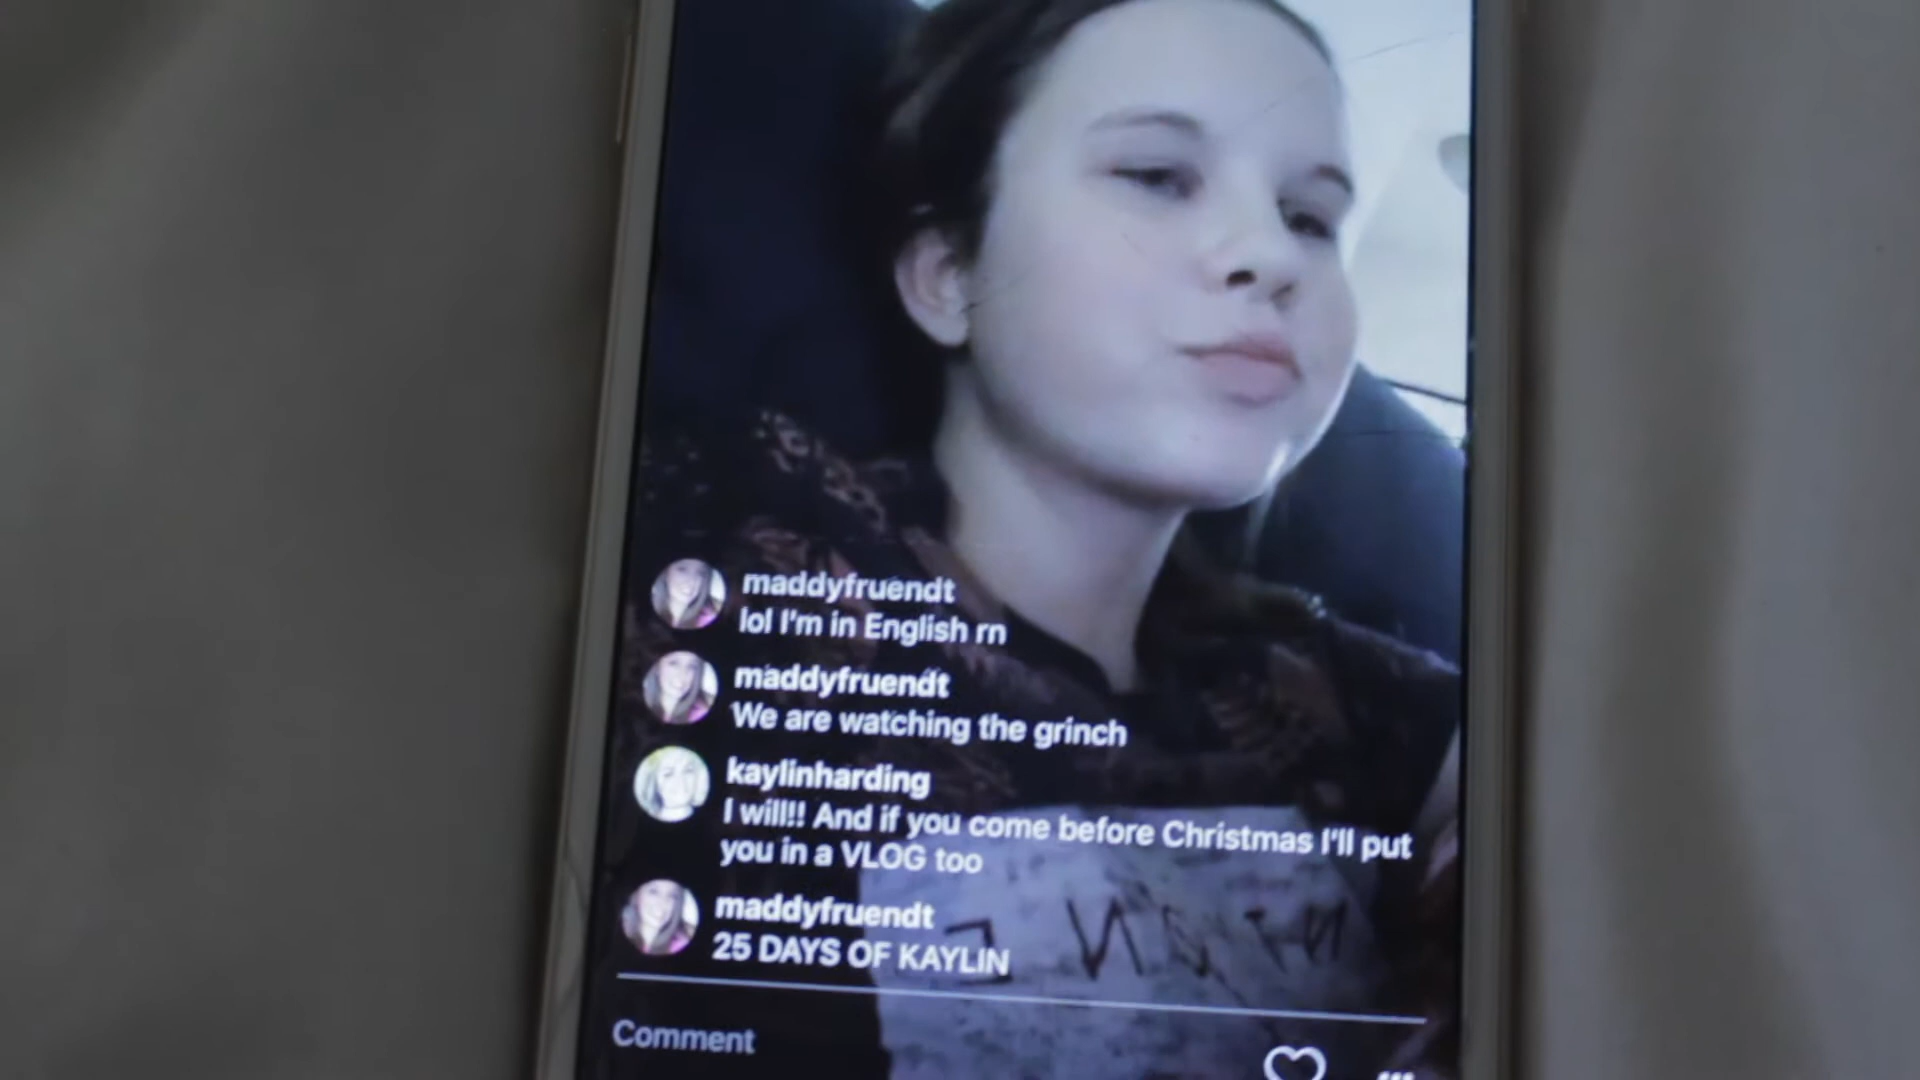 maddyfruendt
lol I'm in English rn
maddyfruendt
We are watching the grinch
kaylinharding
I will!! And if you come before Christmas I'll put
you in a VLOG too
maddyfruendt
25 DAYS OF KAYLIN
Comment